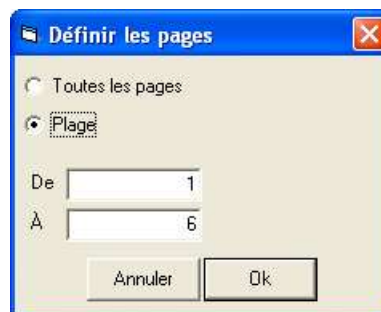 Définir les pages
Toutes les pages
Plage
De 1
À 6
Annuler Ok